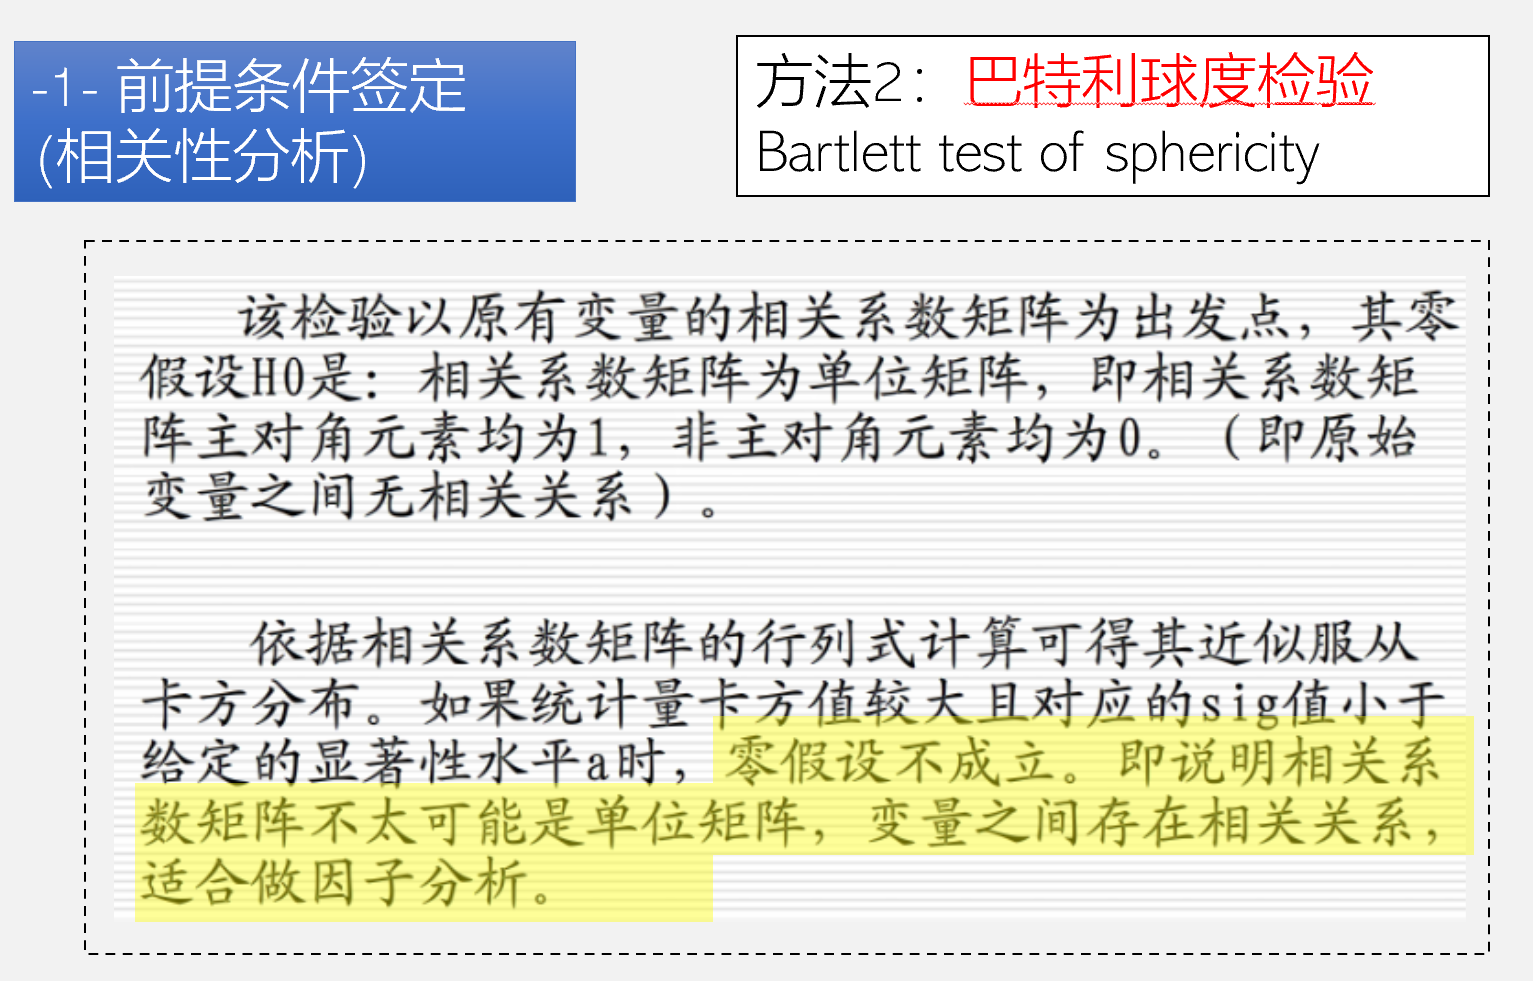 -1- 前提条件签定
(相关性分析)
方法2：巴特利球度检验
Bartlett test of sphericity
该检验以原有变量的相关系数矩阵为出发点，其零
假设H0是：相关系数矩阵为单位矩阵，即相关系数矩
阵主对角元素均为1，非主对角元素均为0。（即原始
变量之间无相关关系）。
依据相关系数矩阵的行列式计算可得其近似服从
卡方分布。如果统计量卡方值较大且对应的sig值小于
给定的显著性水平a时，零假设不成立。即说明相关系
数矩阵不太可能是单位矩阵，变量之间存在相关关系，
适合做因子分析。